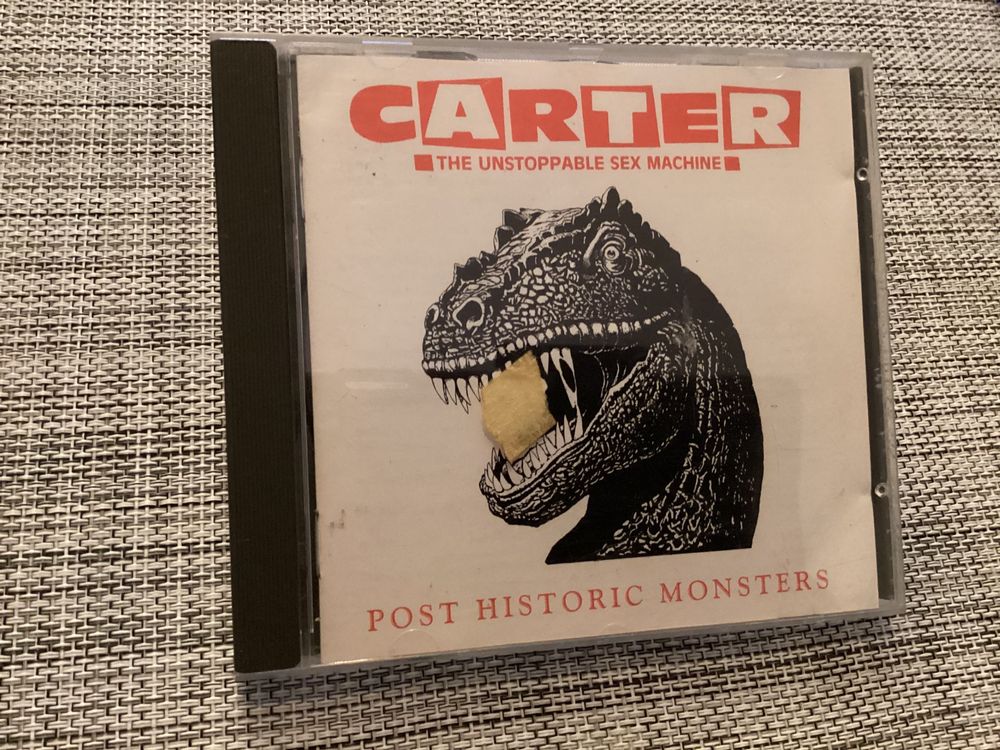 CARTER
THE UNSTOPPABLE SEX MACHINE
POST HISTORIC MONSTERS